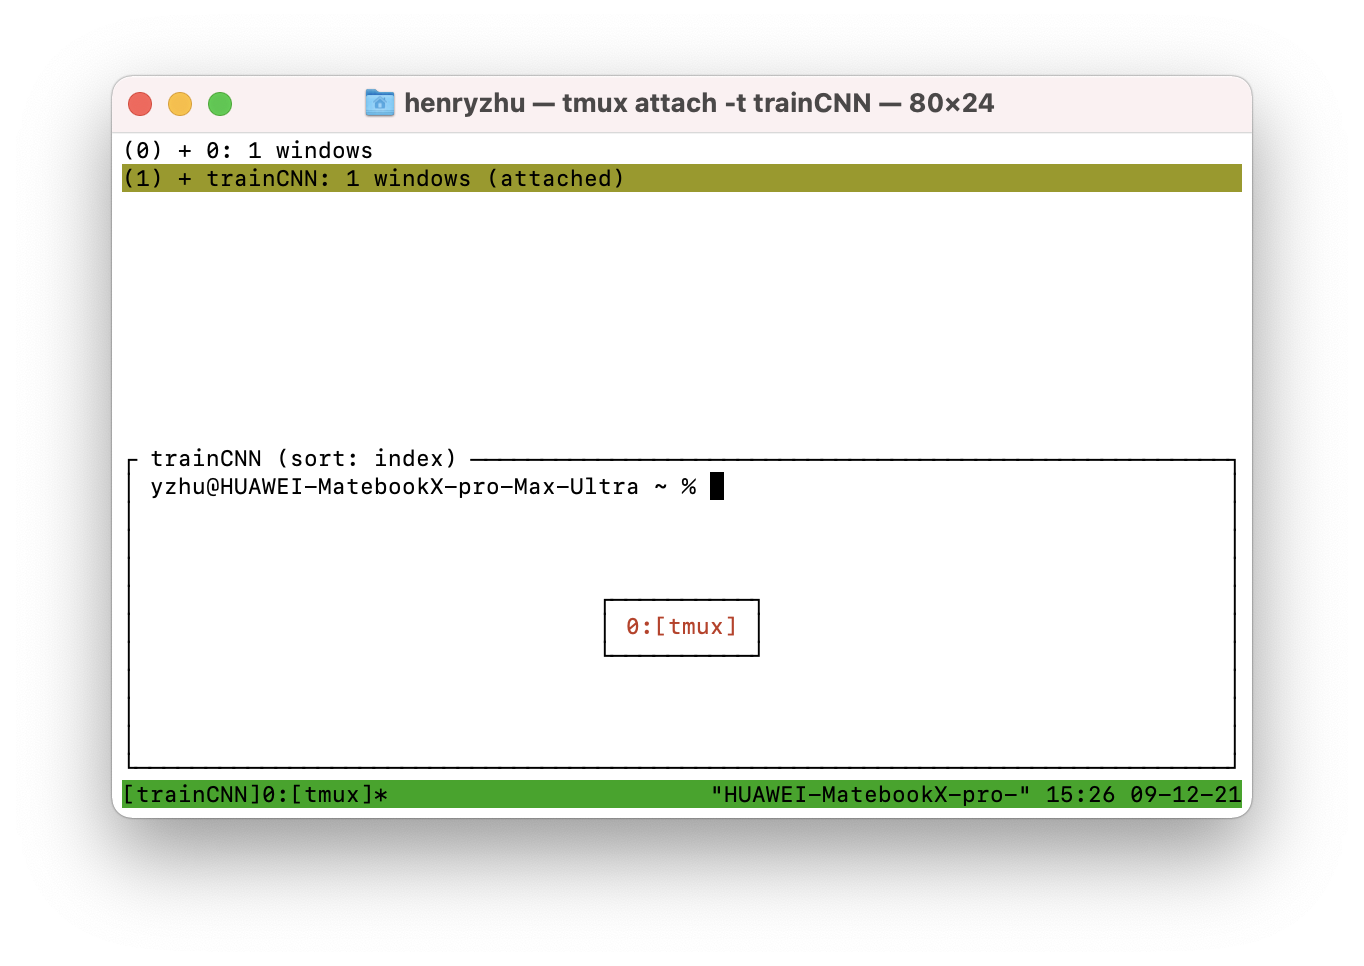 henryzhu — tmux attach -t trainCNN — 80×24
(0) + 0: 1 windows
(1) + trainCNN: 1 windows (attached)
trainCNN (sort: index)
yzhu@HUAWEI-MatebookX-pro-Max-Ultra ~ %
0:[tmux]
[trainCNN]0:[tmux]* "HUAWEI-MatebookX-pro-" 15:26 09-12-21